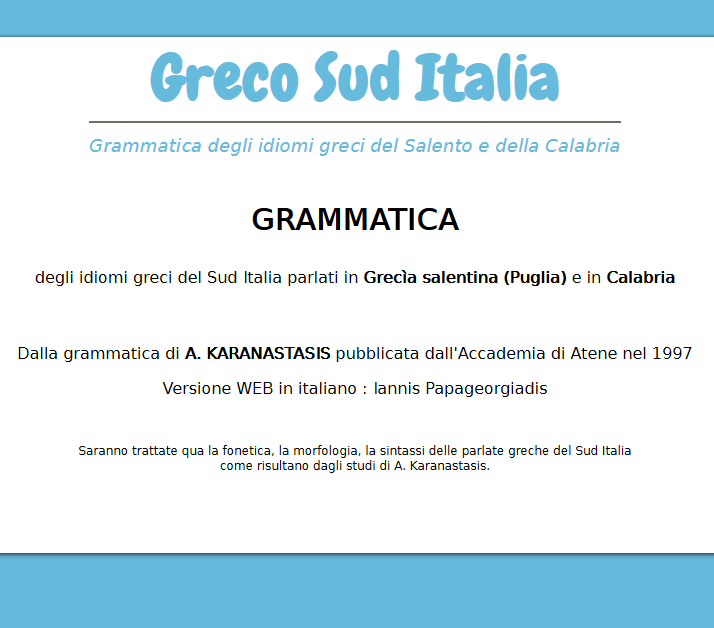 Greco Sud Italia
Grammatica degli idiomi greci del Salento e della Calabria
GRAMMATICA
degli idiomi greci del Sud Italia parlati in Grecìa salentina (Puglia) e in Calabria
Dalla grammatica di A. KARANASTASIS pubblicata dall'Accademia di Atene nel 1997
Versione WEB in italiano : Iannis Papageorgiadis
Saranno trattate qua la fonetica, la morfologia, la sintassi delle parlate greche del Sud Italia
come risultano dagli studi di A. Karanastasis.